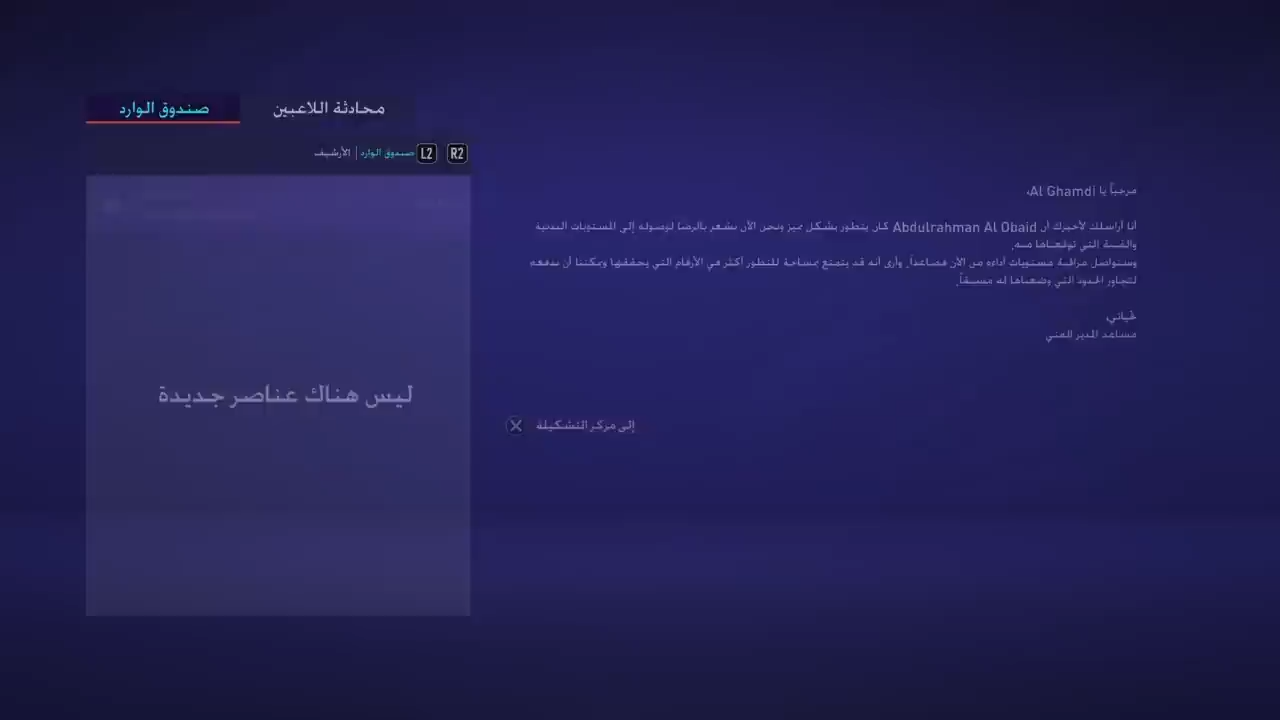 صندوق الوارد
محادثة اللاعبين
صندوق الوارد | الأرشيف
L2 R2
مرحباً يا Al Ghamdi،
أنا أراسلك لأخبرك أن Abdulrahman Al Obaid كان يتطور بشكل مميز ونحن الآن نشعر بالرضا لوصوله إلى المستويات البدنية
والفنية التي توقعناها منه.
وسنواصل مراقبة مستويات أداءه من الآن فصاعداً. وأرى أنه قد يتمتع بمساحة للتطور أكثر في الأرقام التي يحققها ويمكننا أن ندفعه
لتجاوز الحدود التي وضعناها له مسبقاً.
تحياتي،
مساعد المدير الفني
ليس هناك عناصر جديدة
إلى مركز التشكيلة